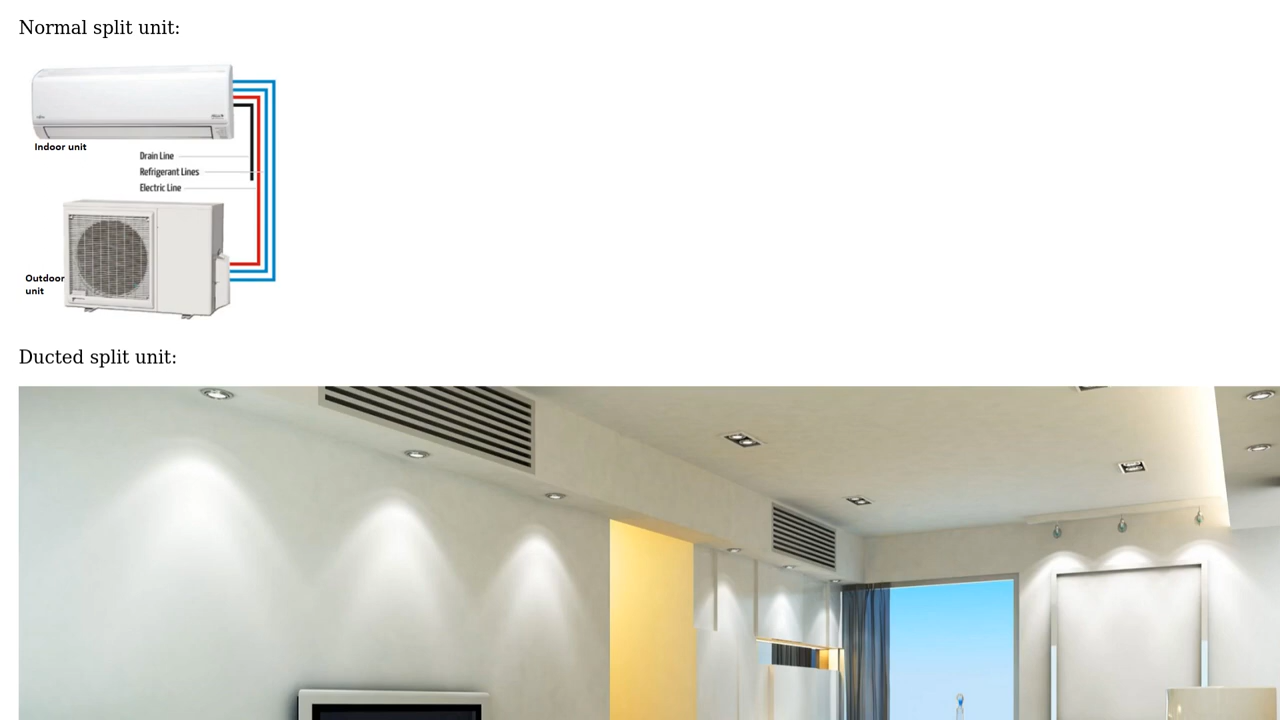 Normal split unit:
Indoor unit
Drain Line
Refrigerant Lines
Electric Line
Outdoor
unit
Ducted split unit: